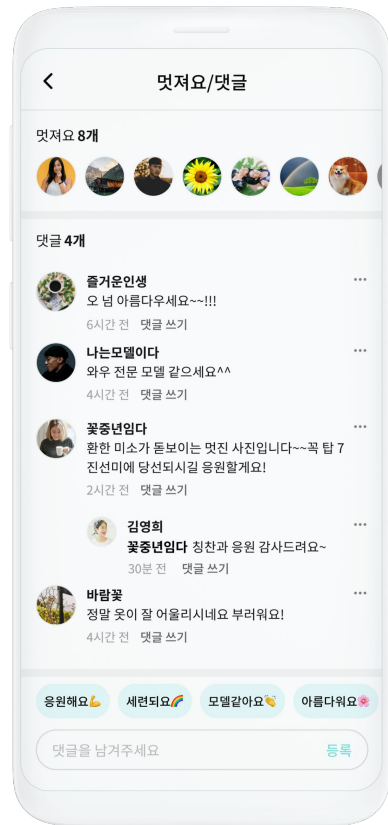 멋져요/댓글
멋져요 8개
댓글 4개
즐거운인생
오 넘 아름다우세요~~!!!
6시간 전 댓글 쓰기
나는모델이다
와우 전문 모델 같으세요^^
4시간 전 댓글 쓰기
꽃중년임다
환한 미소가 돋보이는 멋진 사진입니다~~꼭 탑 7
진선미에 당선되시길 응원할게요!
2시간 전 댓글 쓰기
김영희
꽃중년임다 칭찬과 응원 감사드려요~
30분 전 댓글 쓰기
바람꽃
정말 옷이 잘 어울리시네요 부러워요!
4시간 전 댓글 쓰기
응원해요💪 세련되요🌈 모델같아요👏 아름다워요🌸
댓글을 남겨주세요 등록